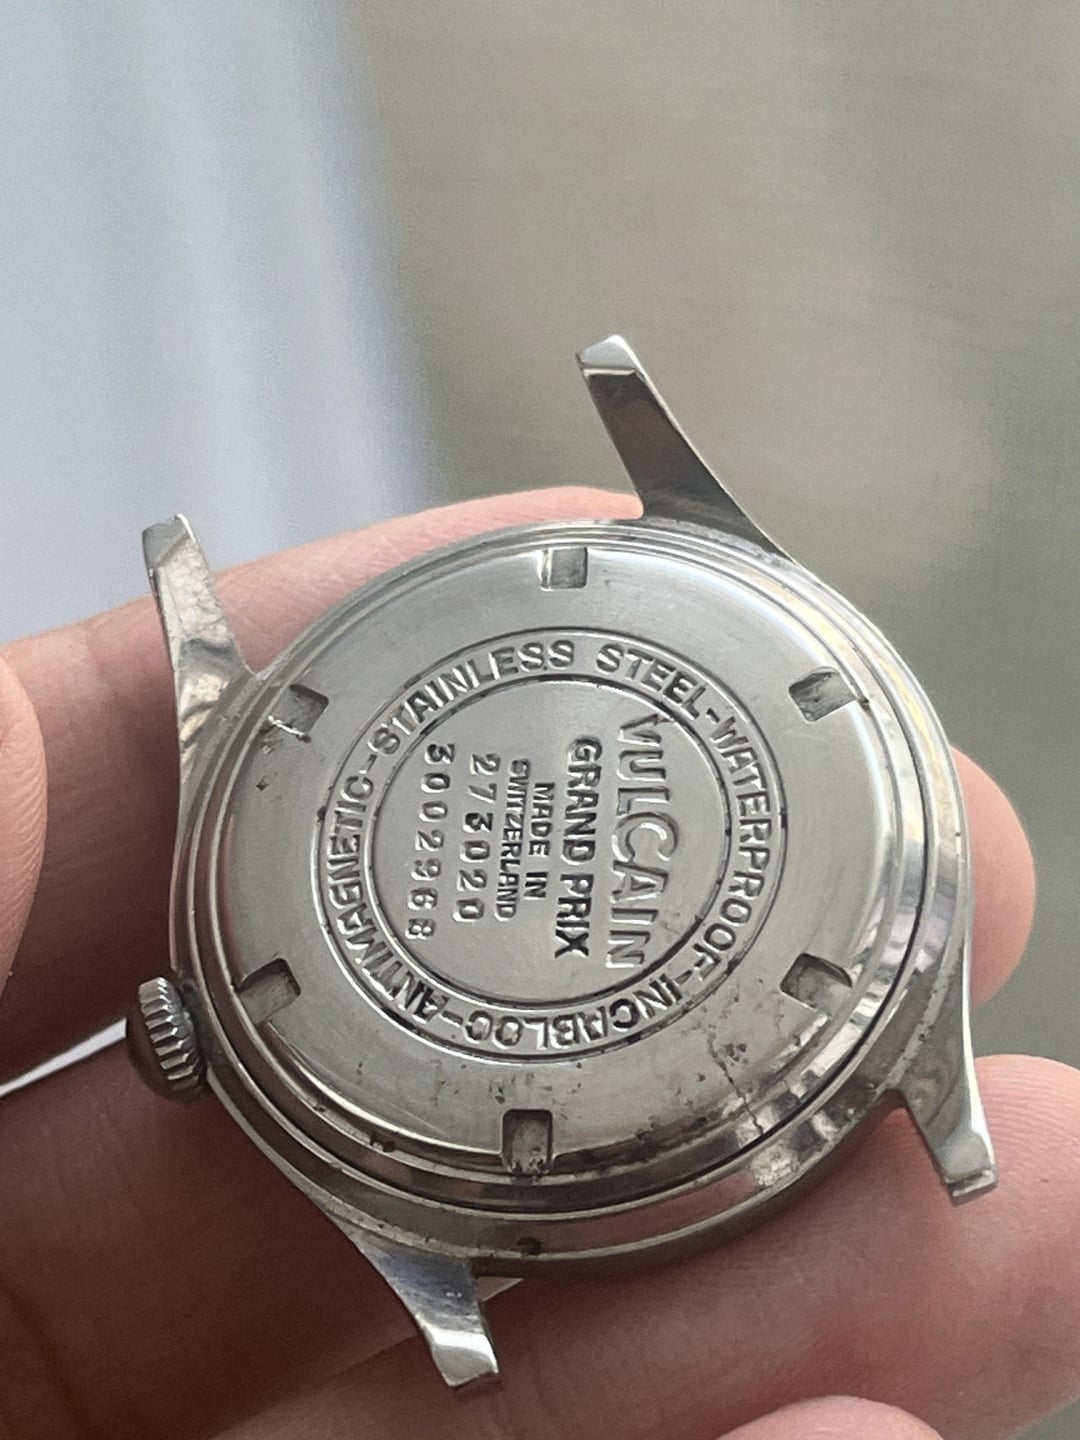 STAINLESS STEEL-WATERPROOF-INCABLOC-ANTIMAGNETIC-
VULCAIN
GRAND PRIX
MADE IN
SWITZERLAND
273020
3002968